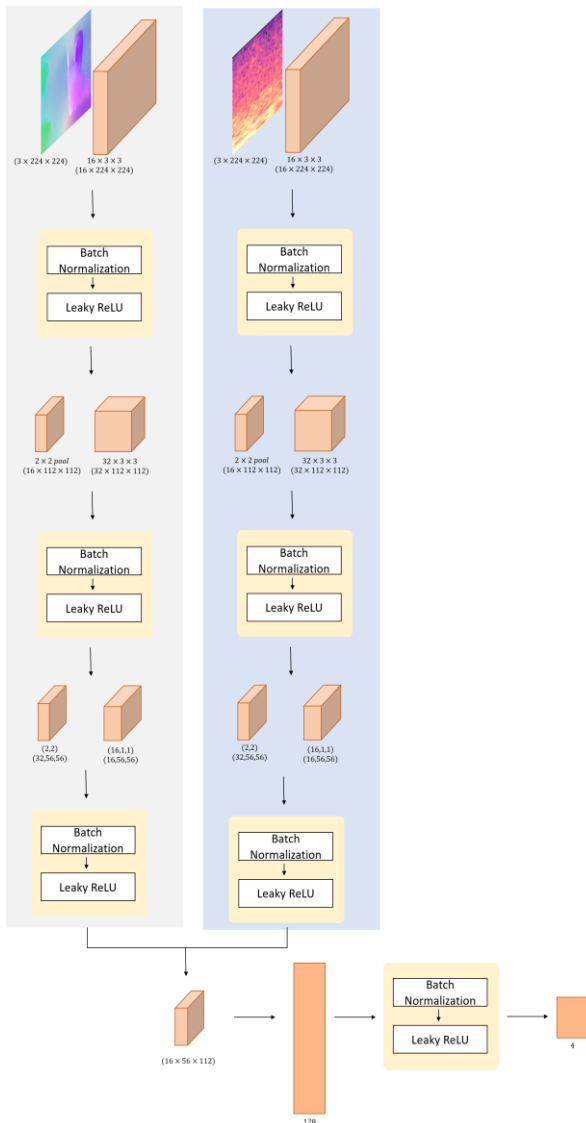 (3 × 224 × 224)
16 × 3 × 3
(16 × 224 × 224)
Batch
Normalization
Leaky ReLU
2 × 2 pool
(16 × 112 × 112)
32 × 3 × 3
(32 × 112 × 112)
Batch
Normalization
Leaky ReLU
(2,2)
(32,56,56)
(16,1,1)
(16,56,56)
Batch
Normalization
Leaky ReLU
(3 × 224 × 224)
16 × 3 × 3
(16 × 224 × 224)
Batch
Normalization
Leaky ReLU
2 × 2 pool
(16 × 112 × 112)
32 × 3 × 3
(32 × 112 × 112)
Batch
Normalization
Leaky ReLU
(2,2)
(32,56,56)
(16,1,1)
(16,56,56)
Batch
Normalization
Leaky ReLU
(16 × 56 × 112)
128
Batch
Normalization
Leaky ReLU
4